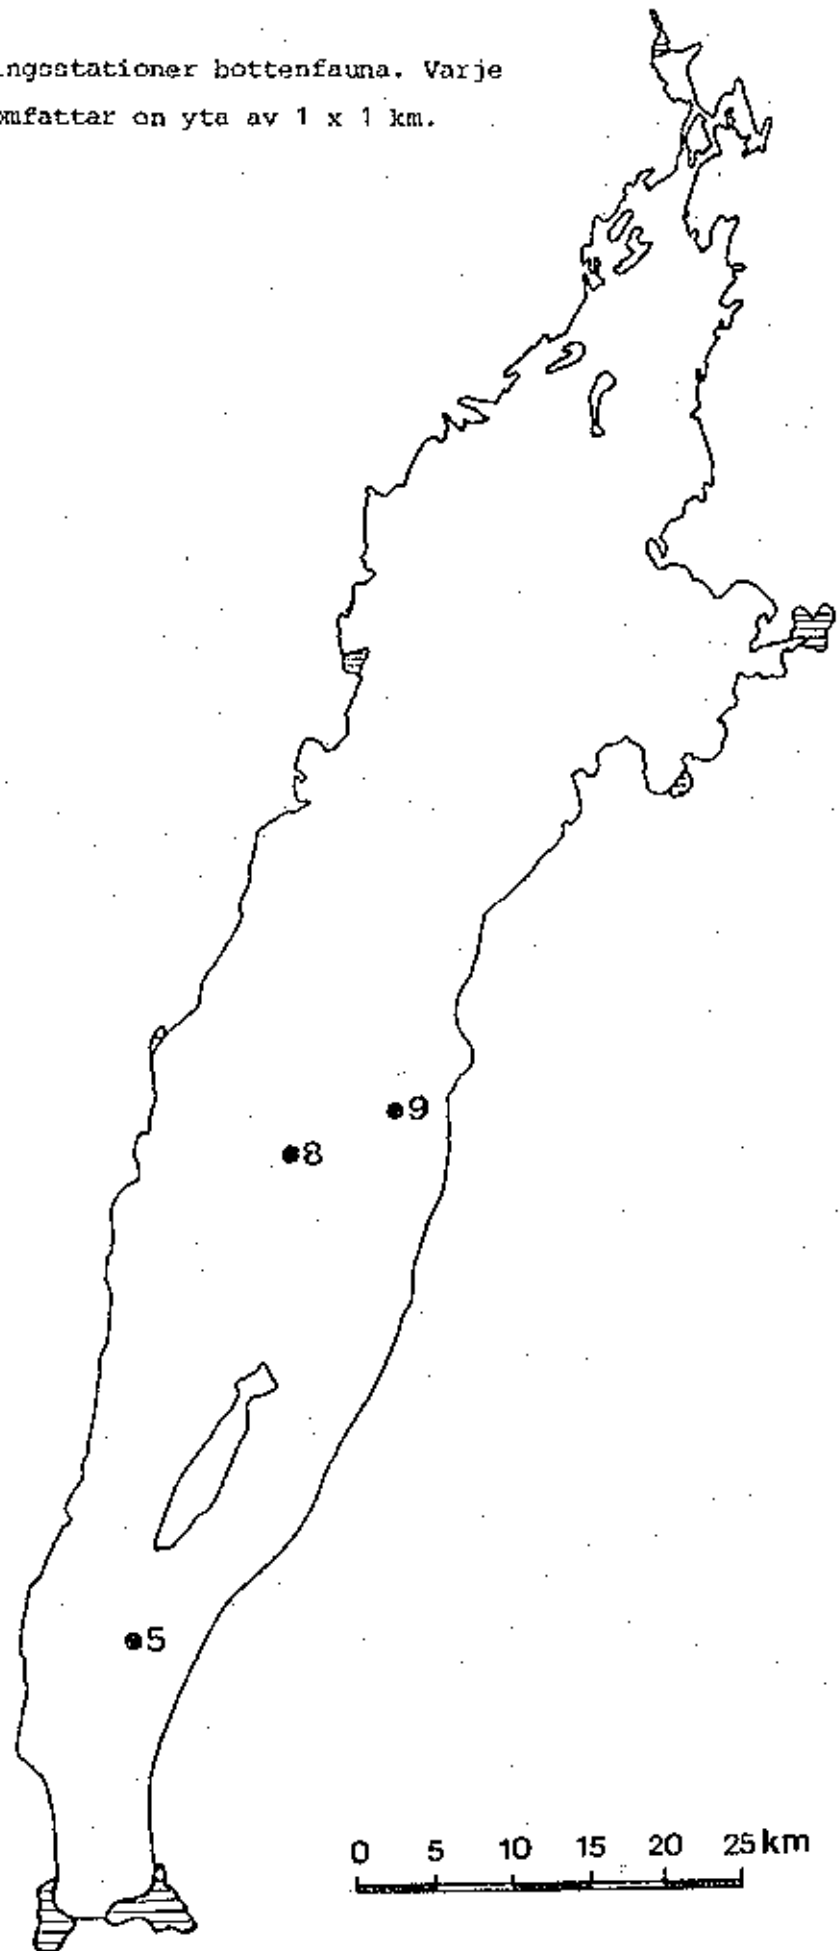 ingsstationer bottenfauna. Varje
omfattar en yta av 1 x 1 km.
9
8
5
0 5 10 15 20 25 km